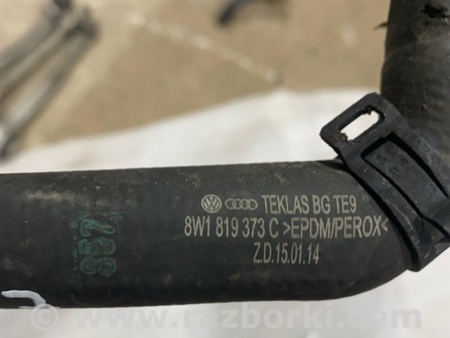 TEKLAS BG TE9
8W1 819 373 C >EPDM/PEROX<
Z.D.15.01.14
www.razborki.com